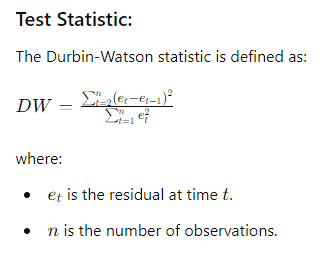 Test Statistic:
The Durbin-Watson statistic is defined as:
$DW = \frac{\sum_{t=2}^{n}(e_t - e_{t-1})^2}{\sum_{t=1}^{n} e_t^2}$
where:
• $e_t$ is the residual at time $t$.
• $n$ is the number of observations.